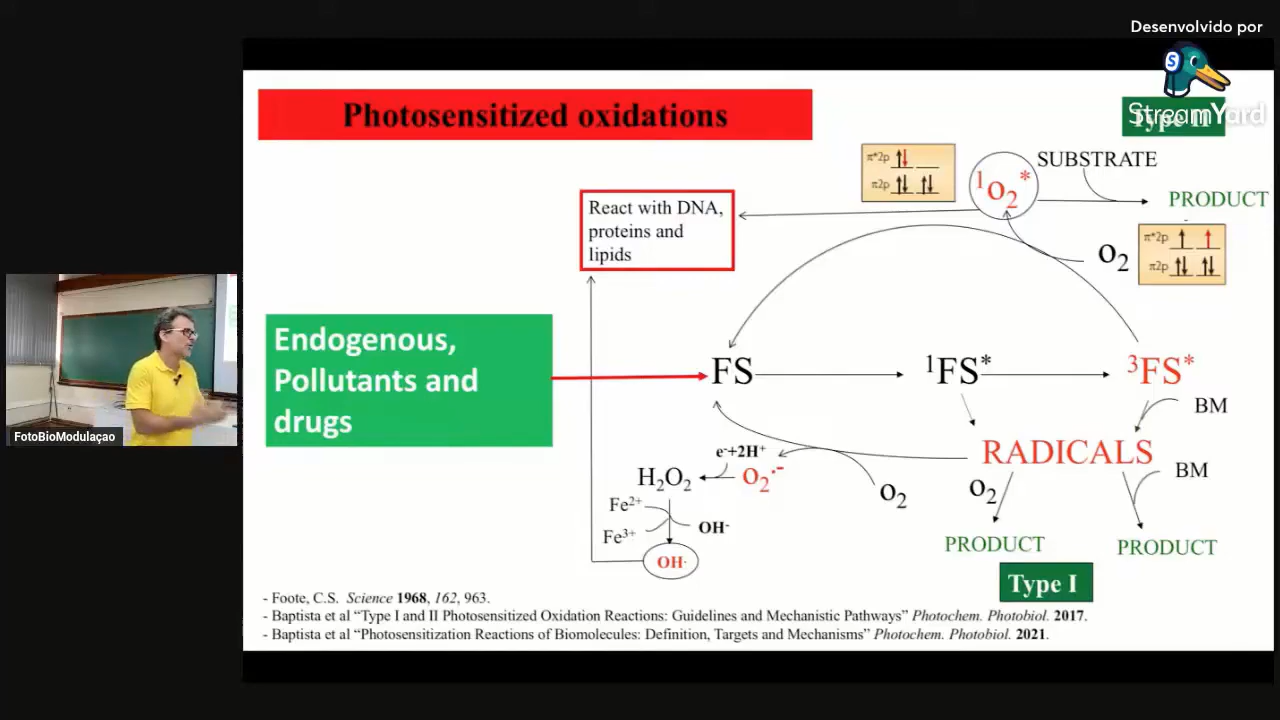 Desenvolvido por
StreamYard
Photosensitized oxidations
Type II
π*2p
π2p
¹O₂*
SUBSTRATE
PRODUCT
React with DNA,
proteins and
lipids
O₂
π*2p
π2p
Endogenous,
Pollutants and
drugs
FS
¹FS*
³FS*
BM
FotoBioModulaçao
RADICALS
e⁻+2H⁺
H₂O₂
O₂•⁻
O₂
O₂
BM
Fe²⁺
Fe³⁺
OH⁻
OH·
PRODUCT
PRODUCT
Type I
- Foote, C.S. Science 1968, 162, 963.
- Baptista et al “Type I and II Photosensitized Oxidation Reactions: Guidelines and Mechanistic Pathways” Photochem. Photobiol. 2017.
- Baptista et al “Photosensitization Reactions of Biomolecules: Definition, Targets and Mechanisms” Photochem. Photobiol. 2021.